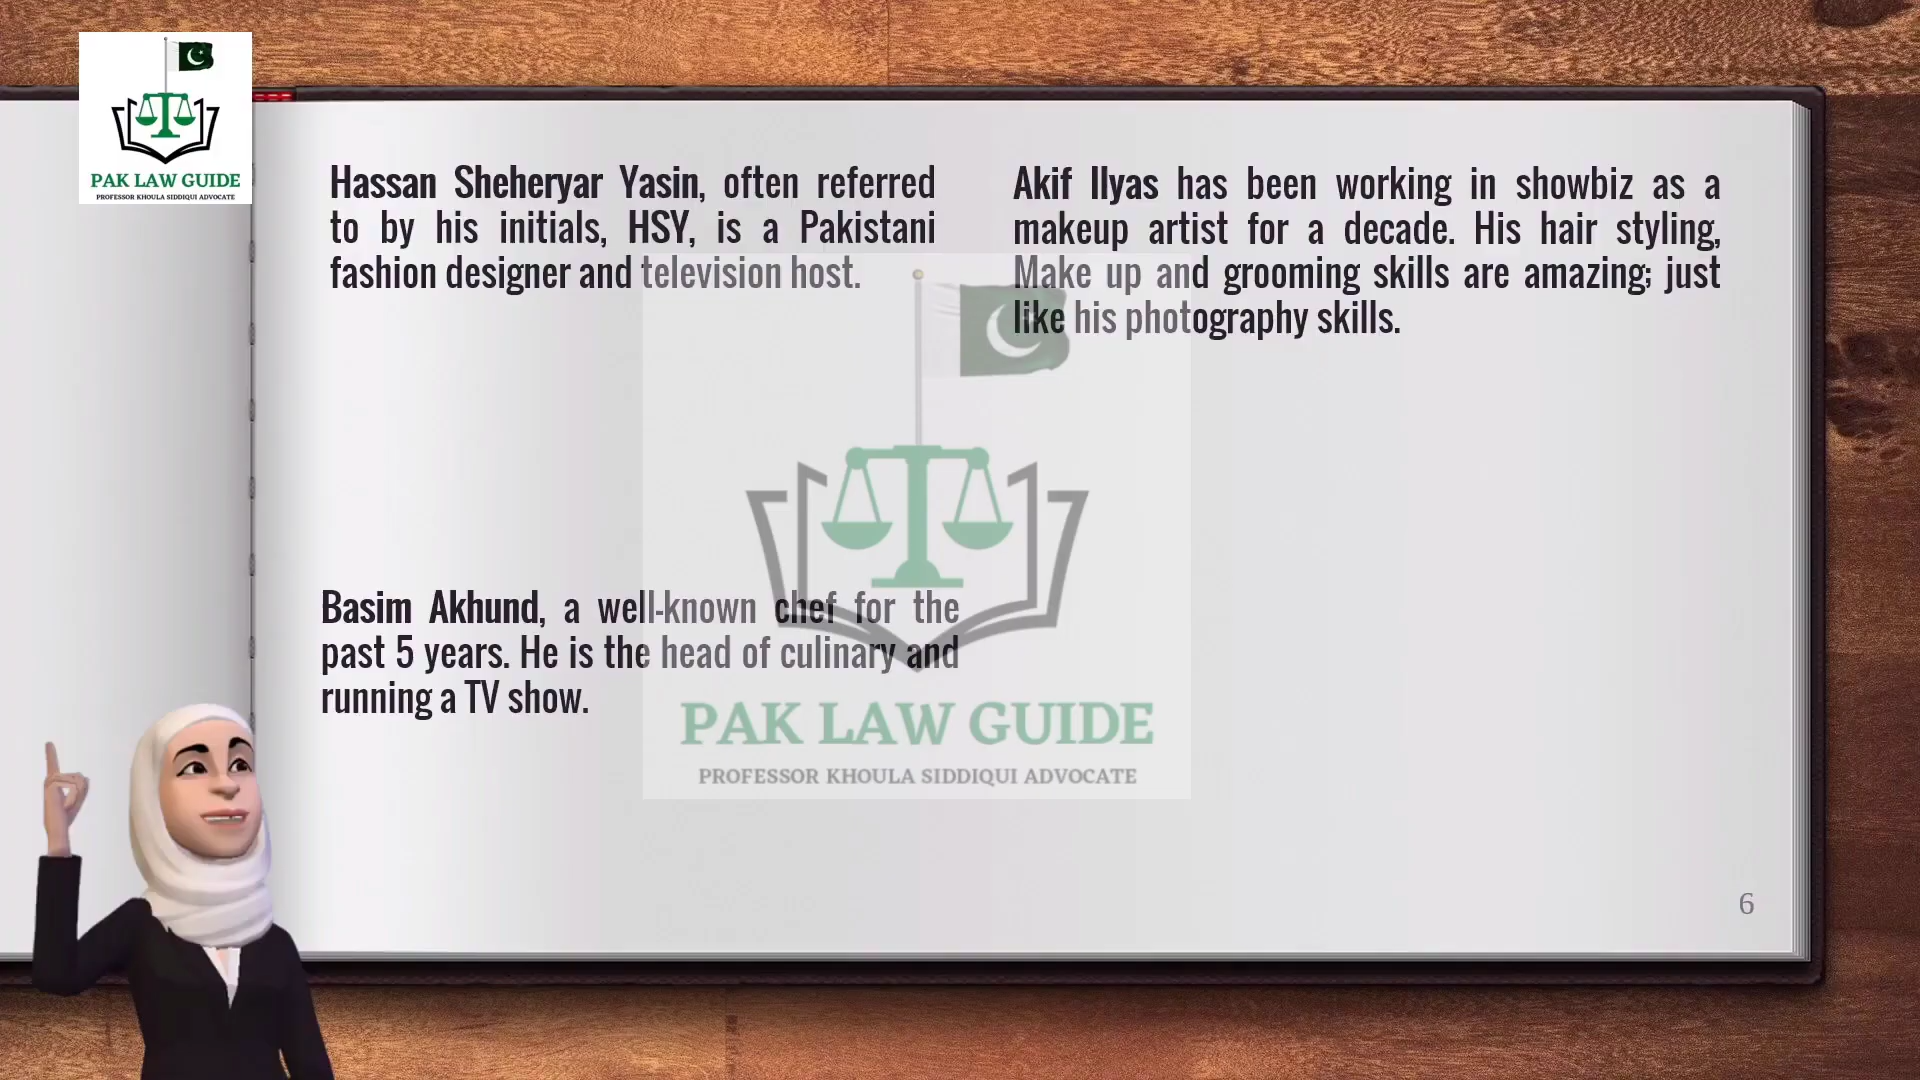 PAK LAW GUIDE
PROFESSOR KHOULA SIDDIQUI ADVOCATE
Hassan Sheheryar Yasin, often referred
to by his initials, HSY, is a Pakistani
fashion designer and television host.
Akif Ilyas has been working in showbiz as a
makeup artist for a decade. His hair styling,
Make up and grooming skills are amazing; just
like his photography skills.
Basim Akhund, a well-known chef for the
past 5 years. He is the head of culinary and
running a TV show.
PAK LAW GUIDE
PROFESSOR KHOULA SIDDIQUI ADVOCATE
6